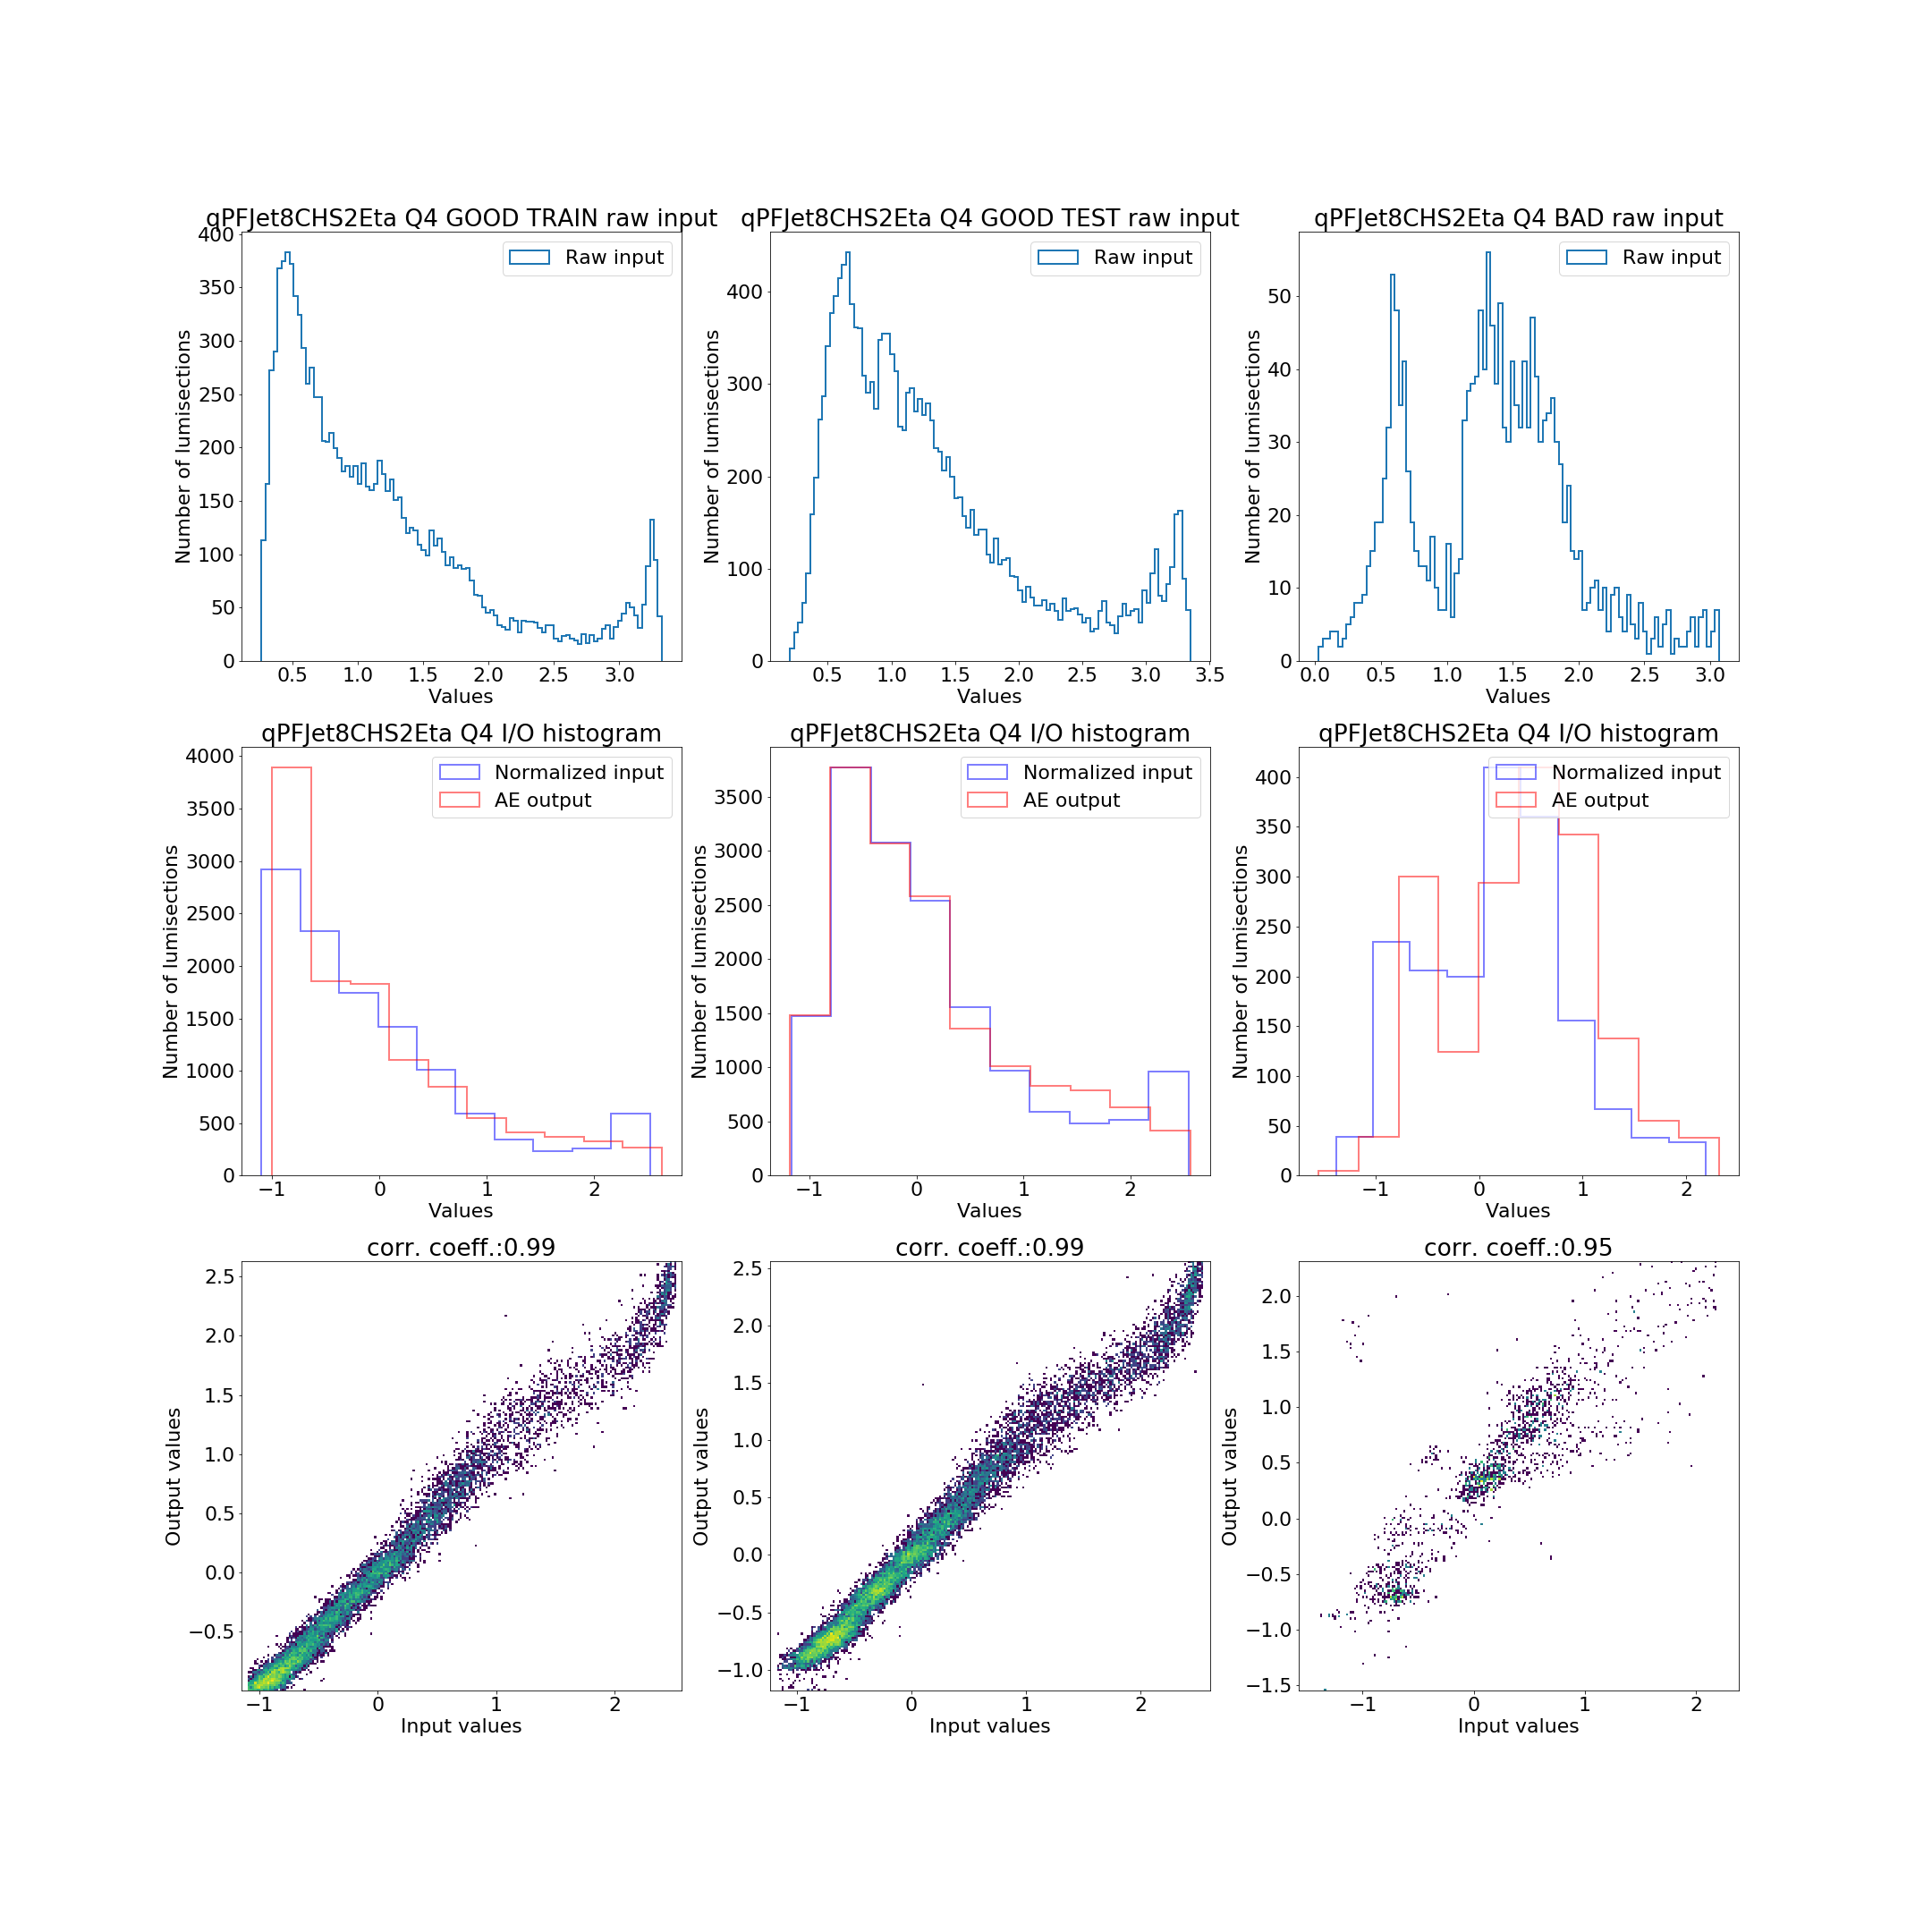 qPFJet8CHS2Eta Q4 GOOD TRAIN raw input
Raw input
400
350
300
250
200
150
100
50
0
Number of lumisections
0.5 1.0 1.5 2.0 2.5 3.0
Values
qPFJet8CHS2Eta Q4 GOOD TEST raw input
Raw input
400
300
200
100
0
Number of lumisections
0.5 1.0 1.5 2.0 2.5 3.0 3.5
Values
qPFJet8CHS2Eta Q4 BAD raw input
Raw input
50
40
30
20
10
0
Number of lumisections
0.0 0.5 1.0 1.5 2.0 2.5 3.0
Values
qPFJet8CHS2Eta Q4 I/O histogram
Normalized input
AE output
4000
3500
3000
2500
2000
1500
1000
500
0
Number of lumisections
−1 0 1 2
Values
qPFJet8CHS2Eta Q4 I/O histogram
Normalized input
AE output
3500
3000
2500
2000
1500
1000
500
0
Number of lumisections
−1 0 1 2
Values
qPFJet8CHS2Eta Q4 I/O histogram
Normalized input
AE output
400
350
300
250
200
150
100
50
0
Number of lumisections
−1 0 1 2
Values
corr. coeff.:0.99
2.5
2.0
1.5
1.0
0.5
0.0
−0.5
Output values
−1 0 1 2
Input values
corr. coeff.:0.99
2.5
2.0
1.5
1.0
0.5
0.0
−0.5
−1.0
Output values
−1 0 1 2
Input values
corr. coeff.:0.95
2.0
1.5
1.0
0.5
0.0
−0.5
−1.0
−1.5
Output values
−1 0 1 2
Input values